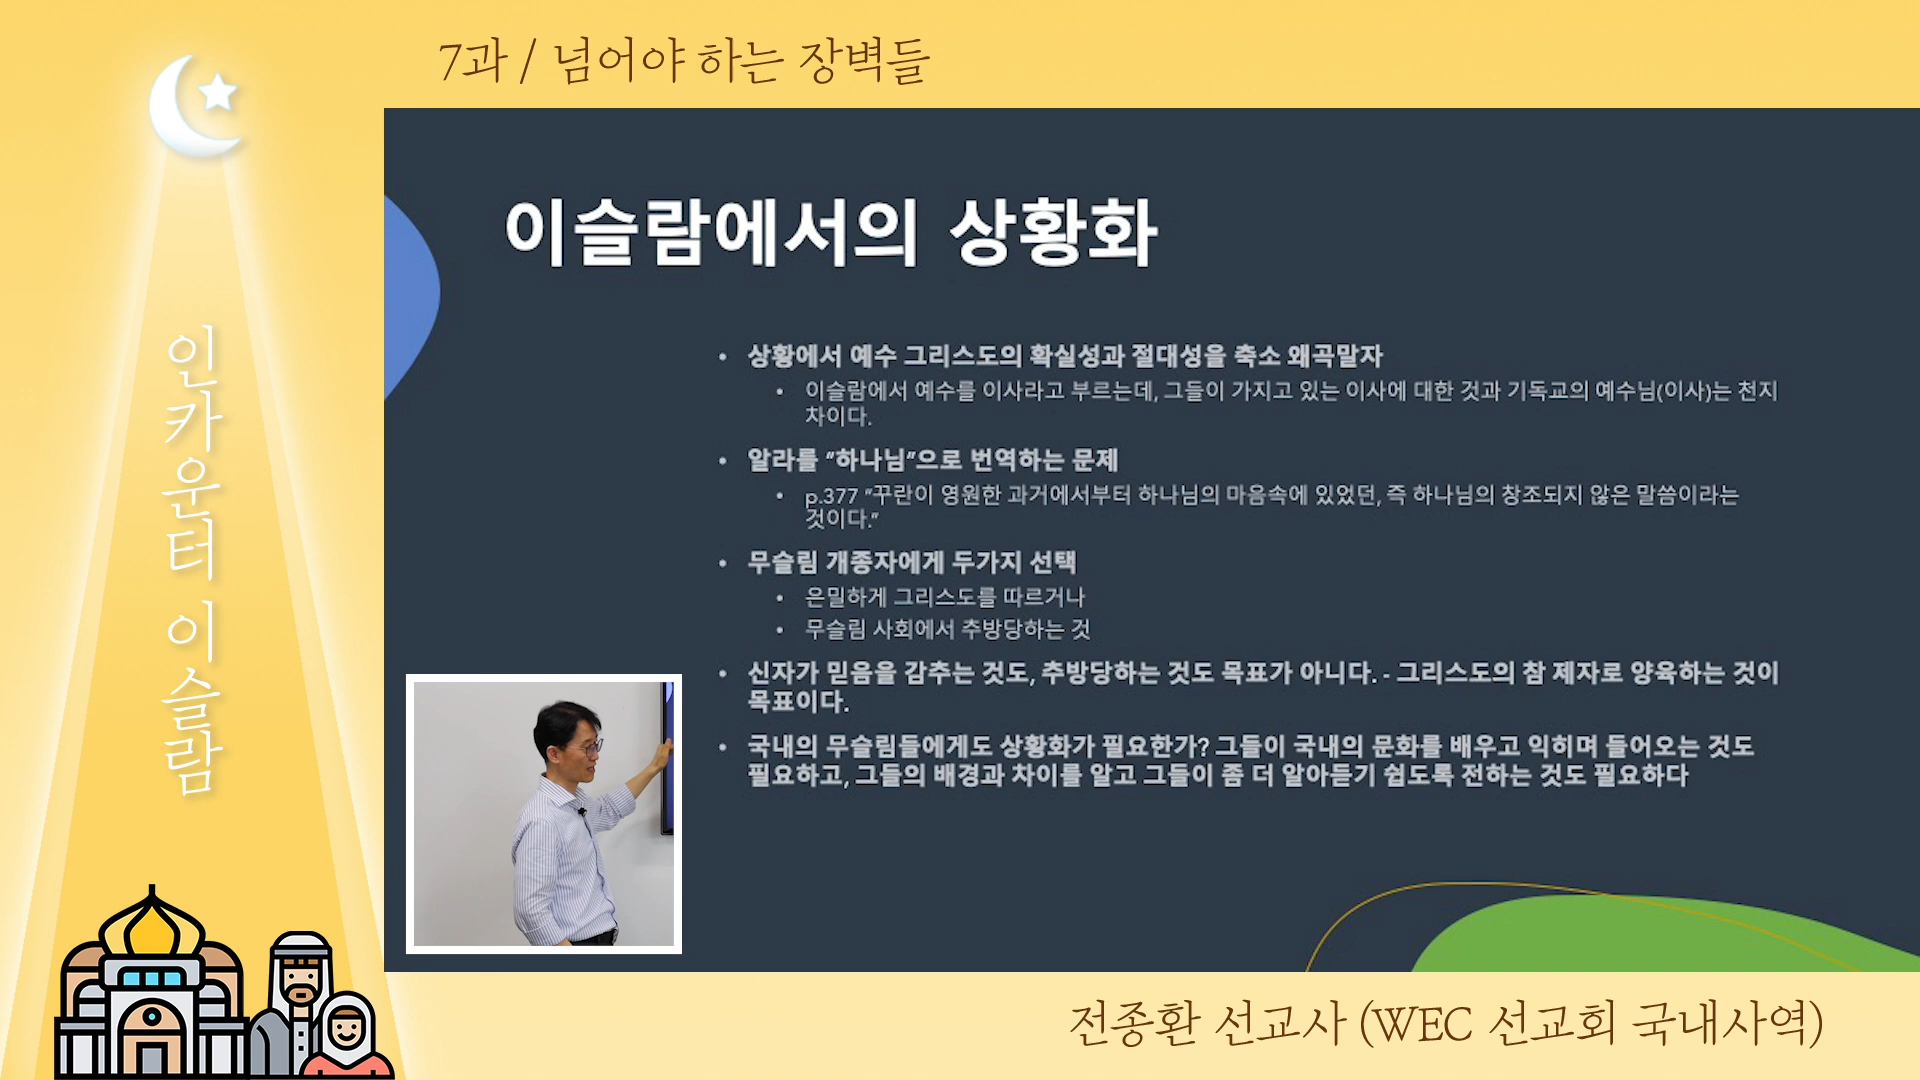 7과 / 넘어야 하는 장벽들
인카운터 이슬람
이슬람에서의 상황화
• 상황에서 예수 그리스도의 확실성과 절대성을 축소 왜곡말자
• 이슬람에서 예수를 이사라고 부르는데, 그들이 가지고 있는 이사에 대한 것과 기독교의 예수님(이사)는 천지
차이다.
• 알라를 "하나님"으로 번역하는 문제
• p.377 "꾸란이 영원한 과거에서부터 하나님의 마음속에 있었던, 즉 하나님의 창조되지 않은 말씀이라는
것이다."
• 무슬림 개종자에게 두가지 선택
• 은밀하게 그리스도를 따르거나
• 무슬림 사회에서 추방당하는 것
• 신자가 믿음을 감추는 것도, 추방당하는 것도 목표가 아니다. - 그리스도의 참 제자로 양육하는 것이
목표이다.
• 국내의 무슬림들에게도 상황화가 필요한가? 그들이 국내의 문화를 배우고 익히며 들어오는 것도
필요하고, 그들의 배경과 차이를 알고 그들이 좀 더 알아듣기 쉽도록 전하는 것도 필요하다
전종환 선교사 (WEC 선교회 국내사역)